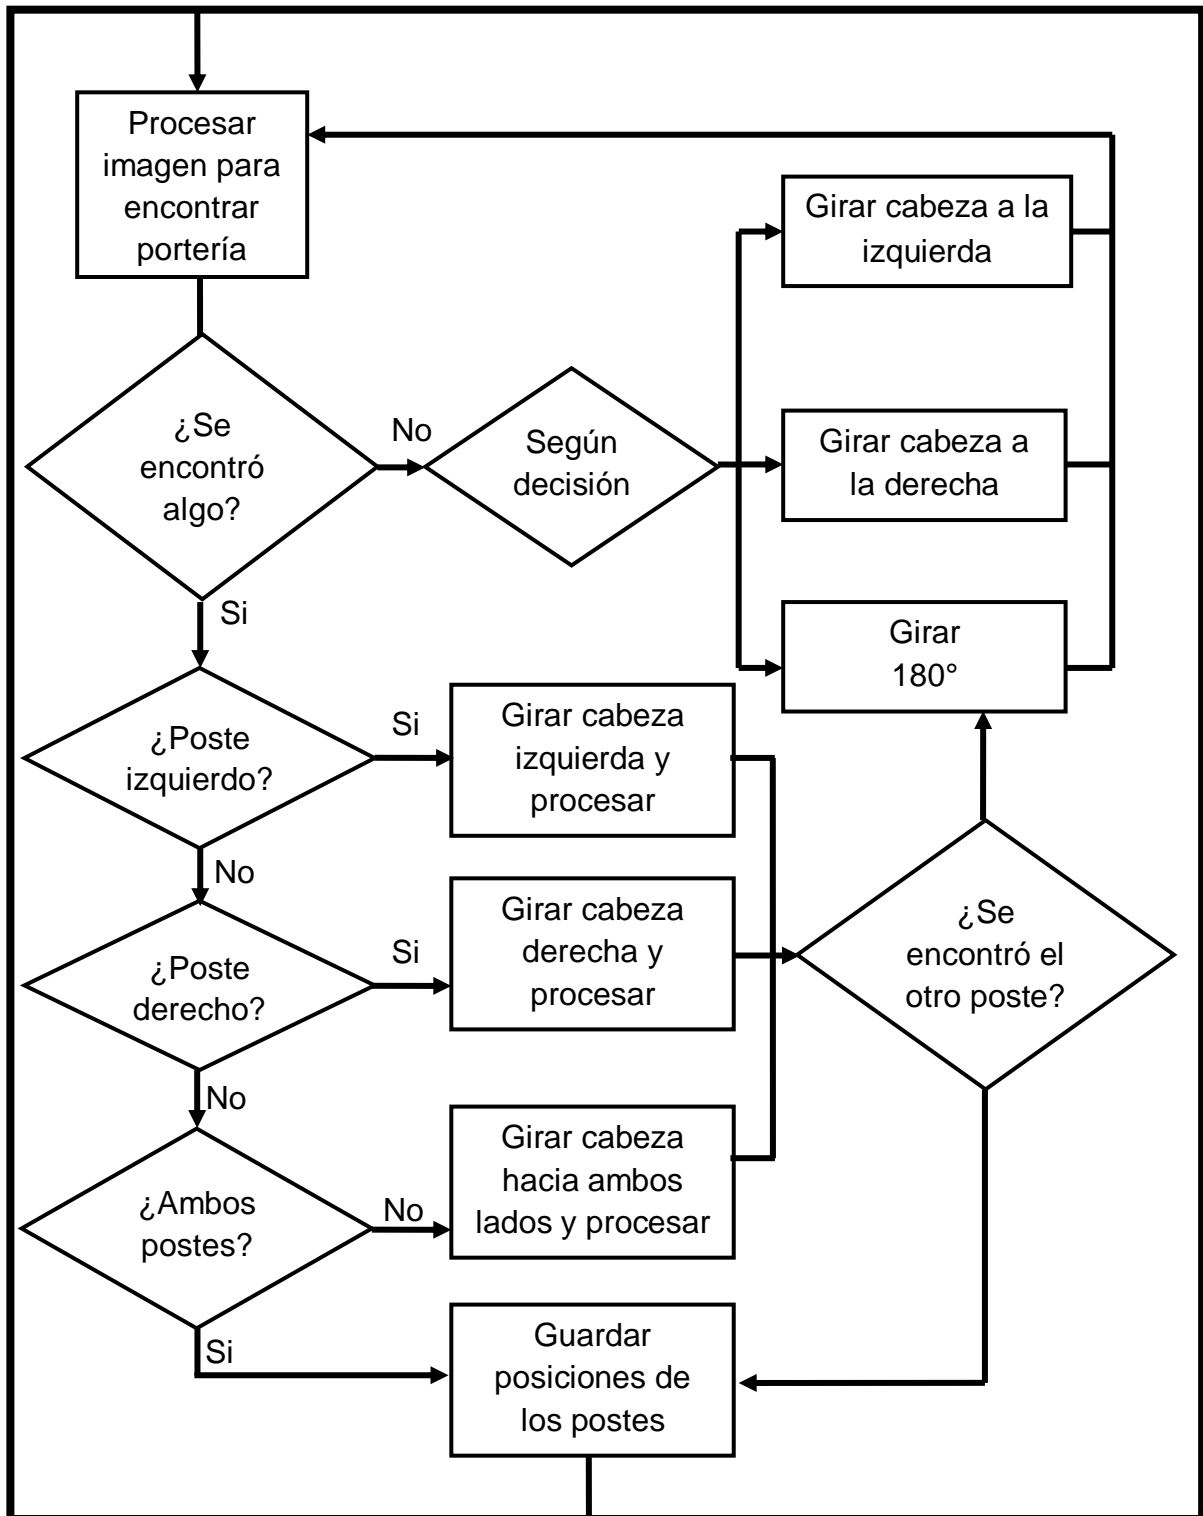 Procesar
imagen para
encontrar
portería
Girar cabeza a la
izquierda
¿Se
encontró
algo?
No
Según
decisión
Girar cabeza a
la derecha
Si
Girar
180°
¿Poste
izquierdo?
Si
Girar cabeza
izquierda y
procesar
No
¿Poste
derecho?
Si
Girar cabeza
derecha y
procesar
¿Se
encontró el
otro poste?
No
¿Ambos
postes?
No
Girar cabeza
hacia ambos
lados y procesar
Si
Guardar
posiciones de
los postes